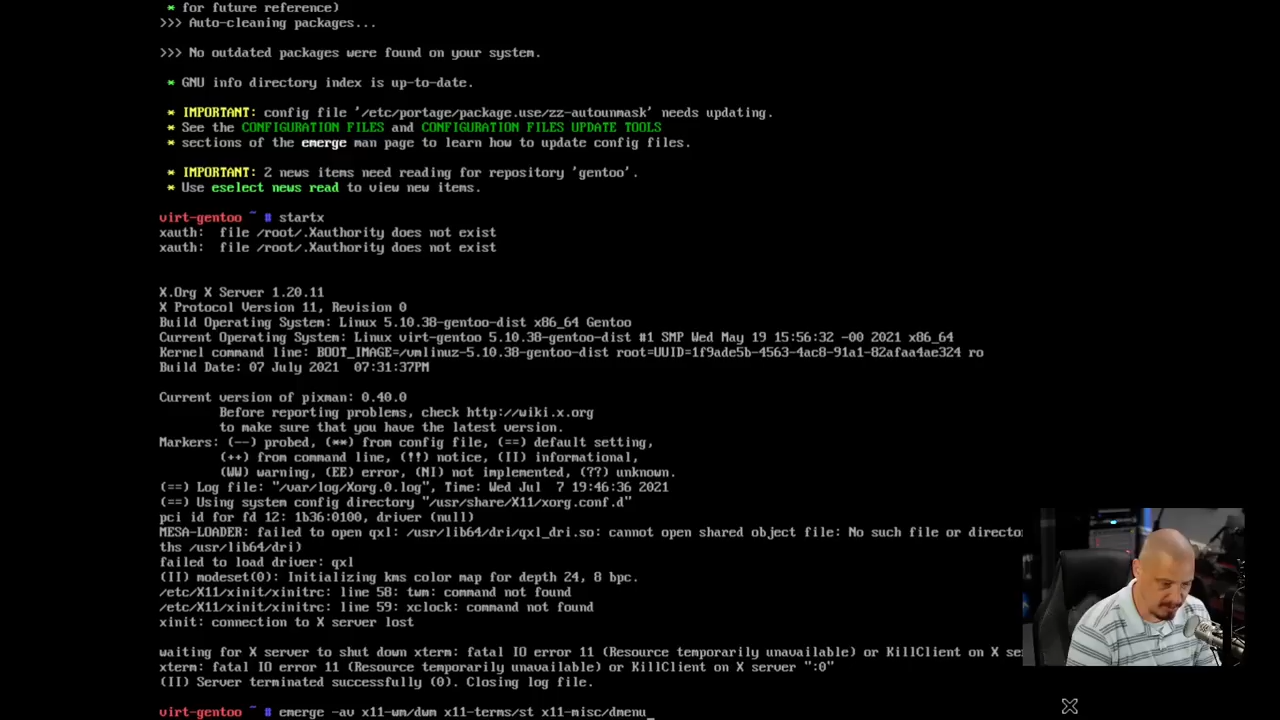 * for future reference)
>>> Auto-cleaning packages...
>>> No outdated packages were found on your system.
* GNU info directory index is up-to-date.
* IMPORTANT: config file '/etc/portage/package.use/zz-autounmask' needs updating.
* See the CONFIGURATION FILES and CONFIGURATION FILES UPDATE TOOLS
* sections of the emerge man page to learn how to update config files.
* IMPORTANT: 2 news items need reading for repository 'gentoo'.
* Use eselect news read to view new items.
virt-gentoo ~ # startx
xauth:  file /root/.Xauthority does not exist
xauth:  file /root/.Xauthority does not exist
X.Org X Server 1.20.11
X Protocol Version 11, Revision 0
Build Operating System: Linux 5.10.38-gentoo-dist x86_64 Gentoo
Current Operating System: Linux virt-gentoo 5.10.38-gentoo-dist #1 SMP Wed May 19 15:56:32 -00 2021 x86_64
Kernel command line: BOOT_IMAGE=/vmlinuz-5.10.38-gentoo-dist root=UUID=1f9ade5b-4563-4ac8-91a1-82afaa4ae324 ro
Build Date: 07 July 2021  07:31:37PM
Current version of pixman: 0.40.0
Before reporting problems, check http://wiki.x.org
to make sure that you have the latest version.
Markers: (--) probed, (**) from config file, (==) default setting,
(++) from command line, (!!) notice, (II) informational,
(WW) warning, (EE) error, (NI) not implemented, (??) unknown.
(==) Log file: "/var/log/Xorg.0.log", Time: Wed Jul  7 19:46:36 2021
(==) Using system config directory "/usr/share/X11/xorg.conf.d"
pci id for fd 12: 1b36:0100, driver (null)
MESA-LOADER: failed to open qxl: /usr/lib64/dri/qxl_dri.so: cannot open shared object file: No such file or directo
ths /usr/lib64/dri)
failed to load driver: qxl
(II) modeset(0): Initializing kms color map for depth 24, 8 bpc.
/etc/X11/xinit/xinitrc: line 58: twm: command not found
/etc/X11/xinit/xinitrc: line 59: xclock: command not found
xinit: connection to X server lost
waiting for X server to shut down xterm: fatal IO error 11 (Resource temporarily unavailable) or KillClient on X se
xterm: fatal IO error 11 (Resource temporarily unavailable) or KillClient on X server ":0"
(II) Server terminated successfully (0). Closing log file.
virt-gentoo ~ # emerge -av x11-wm/dwm x11-terms/st x11-misc/dmenu_